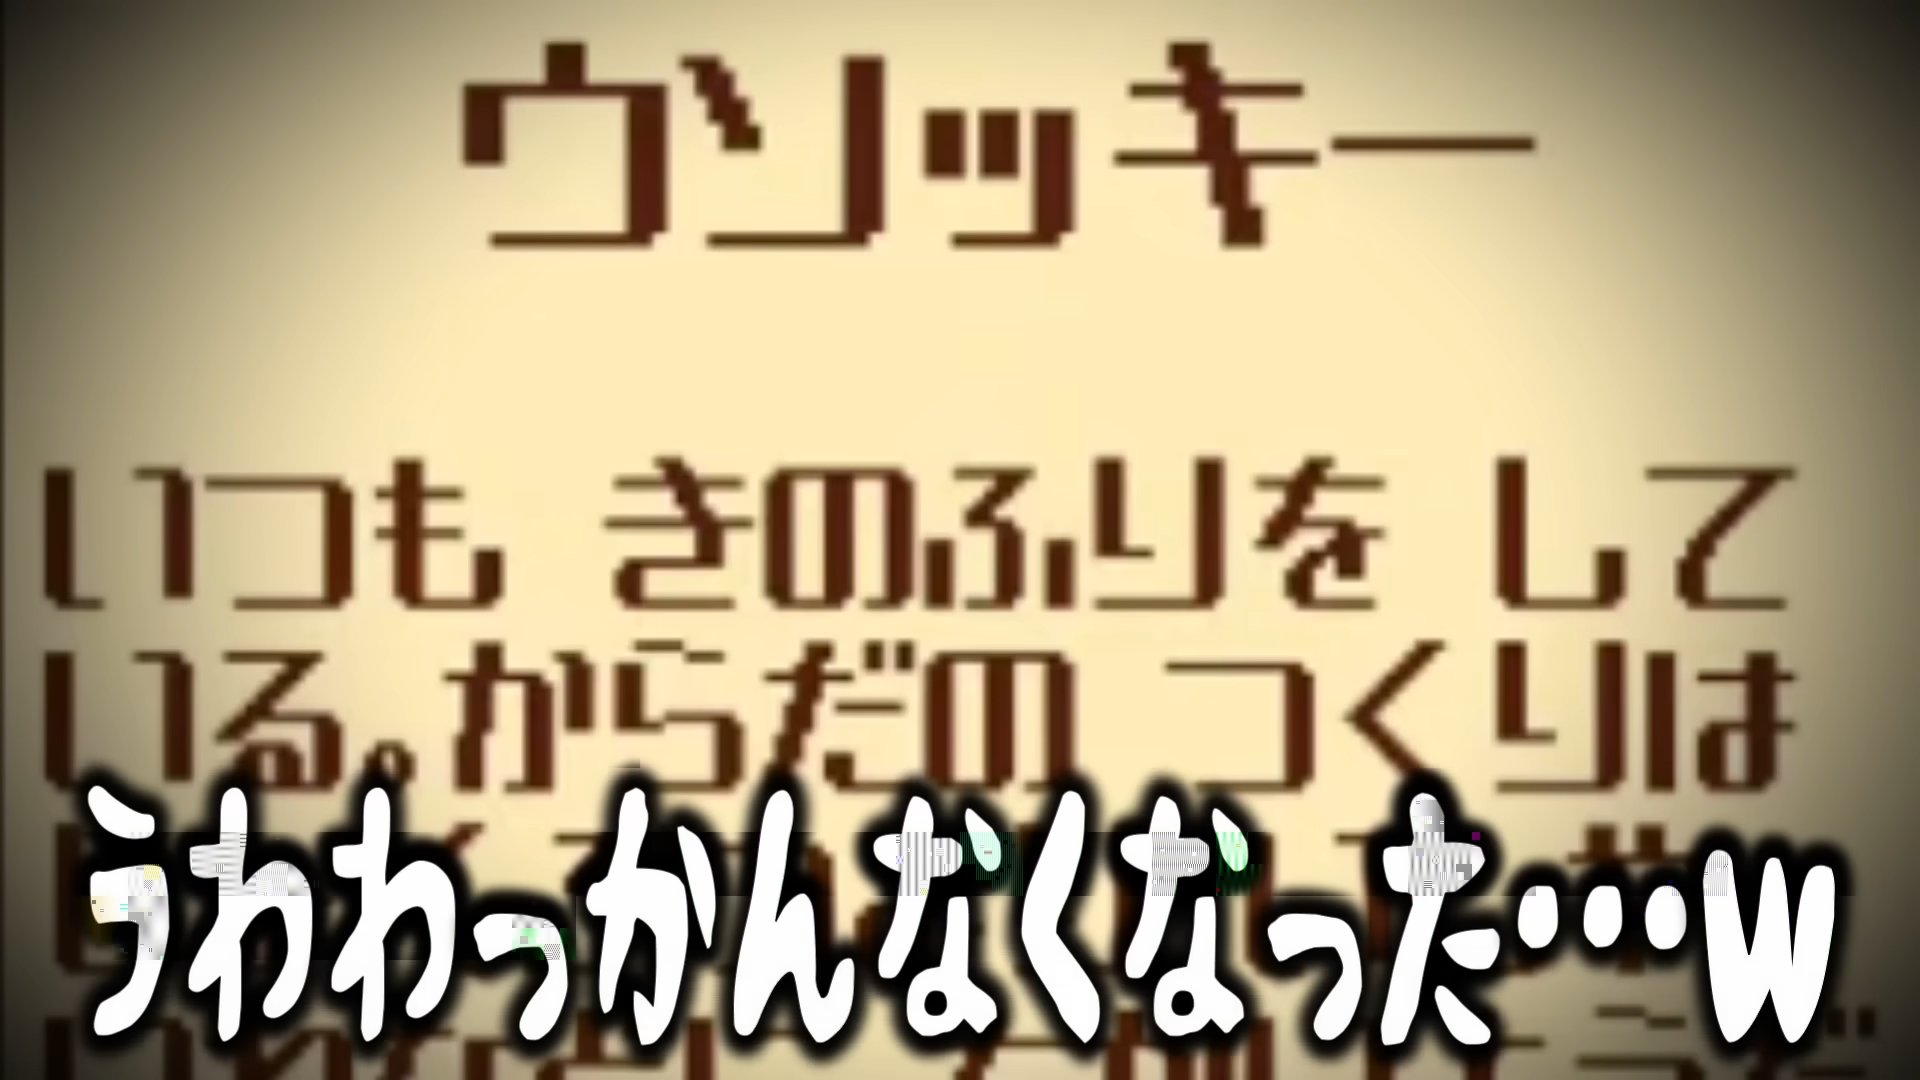 ウソッキー
いつも きのふりを して
いる。からだの つくりは
うわわっかんなくなった…w